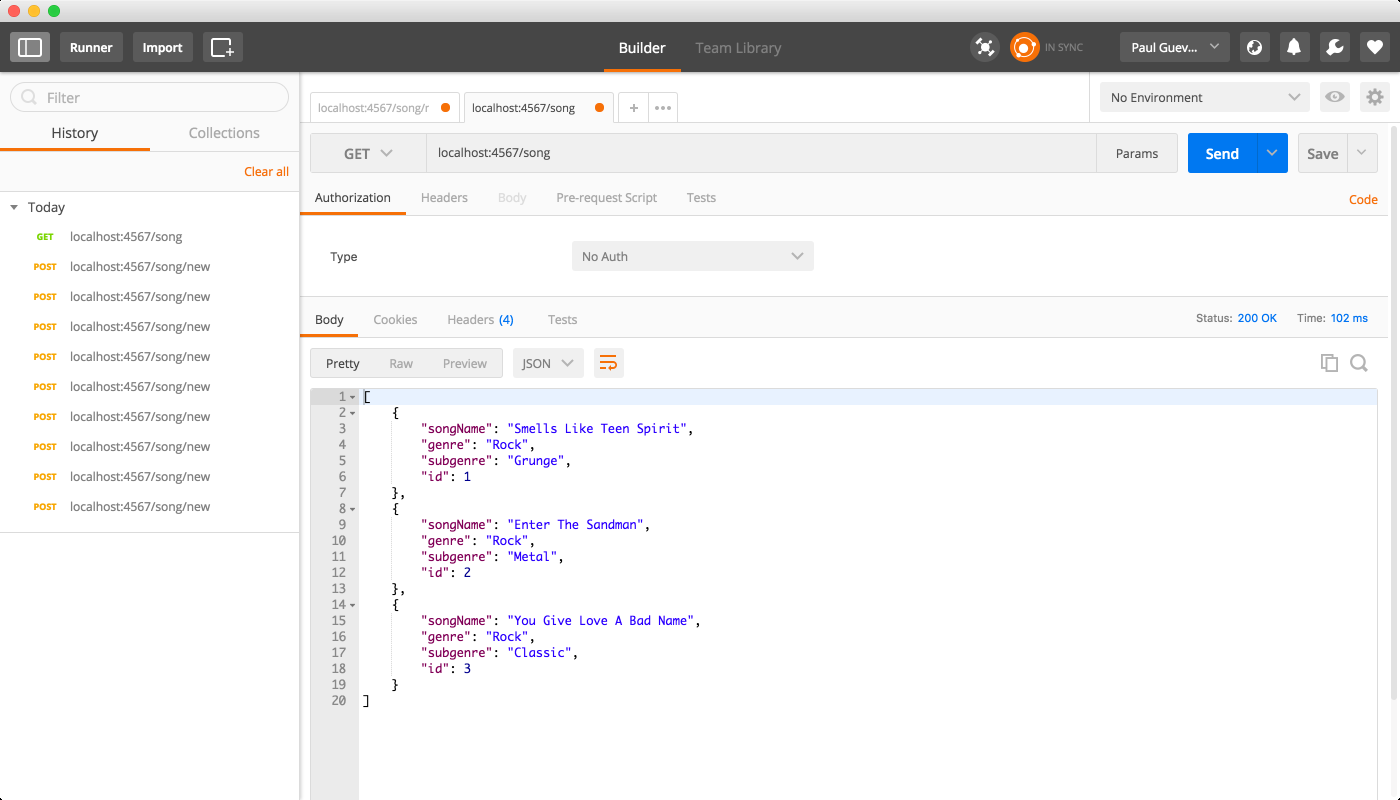 Runner Import Builder Team Library IN SYNC Paul Guev...
Filter
History Collections
Clear all
Today
GET localhost:4567/song
POST localhost:4567/song/new
POST localhost:4567/song/new
POST localhost:4567/song/new
POST localhost:4567/song/new
POST localhost:4567/song/new
POST localhost:4567/song/new
POST localhost:4567/song/new
POST localhost:4567/song/new
POST localhost:4567/song/new
localhost:4567/song/r localhost:4567/song + ••• No Environment
GET localhost:4567/song Params Send Save
Authorization Headers Body Pre-request Script Tests Code
Type No Auth
Body Cookies Headers (4) Tests Status: 200 OK Time: 102 ms
Pretty Raw Preview JSON
1 [
2 {
3 "songName": "Smells Like Teen Spirit",
4 "genre": "Rock",
5 "subgenre": "Grunge",
6 "id": 1
7 },
8 {
9 "songName": "Enter The Sandman",
10 "genre": "Rock",
11 "subgenre": "Metal",
12 "id": 2
13 },
14 {
15 "songName": "You Give Love A Bad Name",
16 "genre": "Rock",
17 "subgenre": "Classic",
18 "id": 3
19 }
20 ]